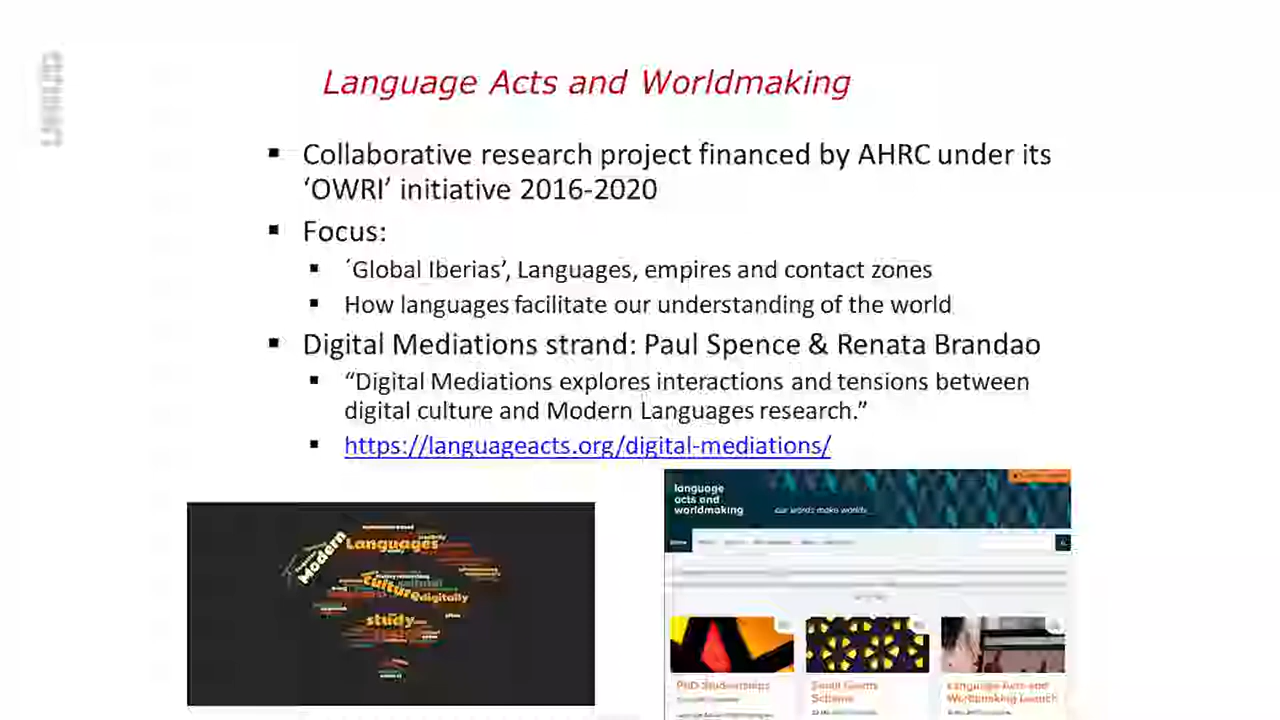 Language Acts and Worldmaking
▪ Collaborative research project financed by AHRC under its
‘OWRI’ initiative 2016-2020
▪ Focus:
▪ ´Global Iberias’, Languages, empires and contact zones
▪ How languages facilitate our understanding of the world
▪ Digital Mediations strand: Paul Spence & Renata Brandao
▪ “Digital Mediations explores interactions and tensions between
digital culture and Modern Languages research.”
▪ https://languageacts.org/digital-mediations/
Modern
Languages
culture
digitally
study
language
acts and
worldmaking
our words make worlds
PhD Studentships
Small Grants
Scheme
Language Acts and
Worldmaking Launch